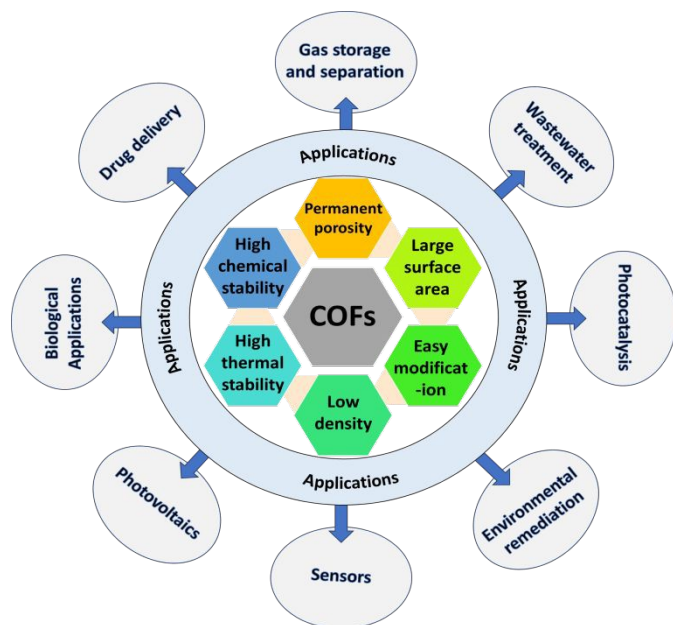 Gas storage
and separation
Drug delivery
Wastewater
treatment
Applications
Permanent
porosity
High
chemical
stability
Large
surface
area
COFs
Biological
Applications
Applications
Applications
Photocatalysis
High
thermal
stability
Easy
modificat
-ion
Low
density
Applications
Photovoltaics
Environmental
remediation
Sensors